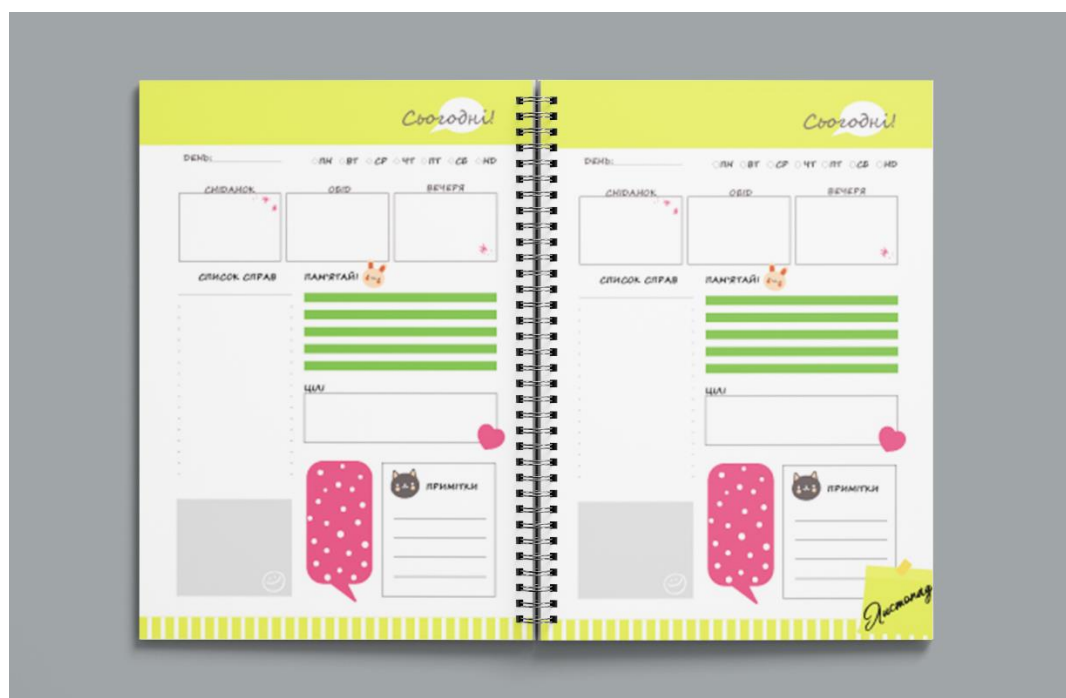 Сьогодні!
ДЕНЬ:
ПН ВТ СР ЧТ ПТ СБ НД
СНІДАНОК ОБІД ВЕЧЕРЯ
СПИСОК СПРАВ ПАМ'ЯТАЙ!
ЦІЛІ
ПРИМІТКИ
Сьогодні!
ДЕНЬ:
ПН ВТ СР ЧТ ПТ СБ НД
СНІДАНОК ОБІД ВЕЧЕРЯ
СПИСОК СПРАВ ПАМ'ЯТАЙ!
ЦІЛІ
ПРИМІТКИ
Листопад